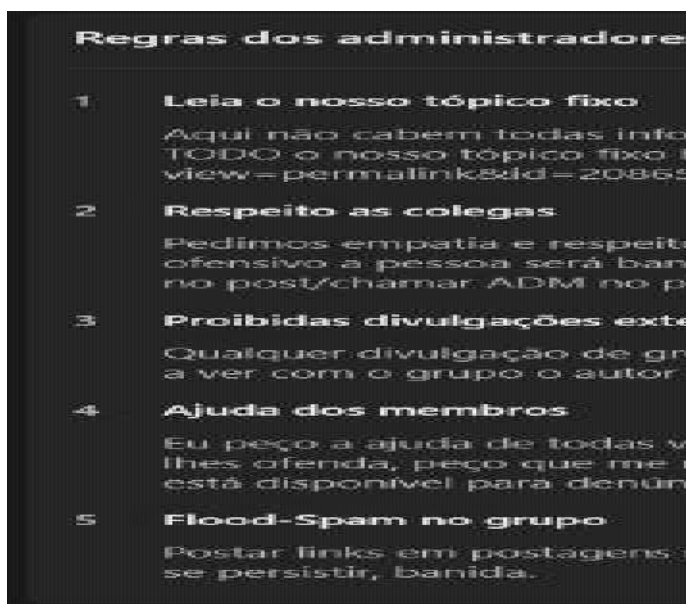 Regras dos administradore
1 Leia o nosso tópico fixo
Aqui não cabem todas info
TODO o nosso tópico fixo
view=permalink&id=20865
2 Respeito as colegas
Pedimos empatia e respeito
ofensivo a pessoa será ban
no post/chamar ADM no p
3 Proibidas divulgações exte
Qualquer divulgação de gr
a ver com o grupo o autor
4 Ajuda dos membros
Eu peço a ajuda de todas v
lhes ofenda, peço que me
está disponível para denún
5 Flood-Spam no grupo
Postar links em postagens
se persistir, banida.